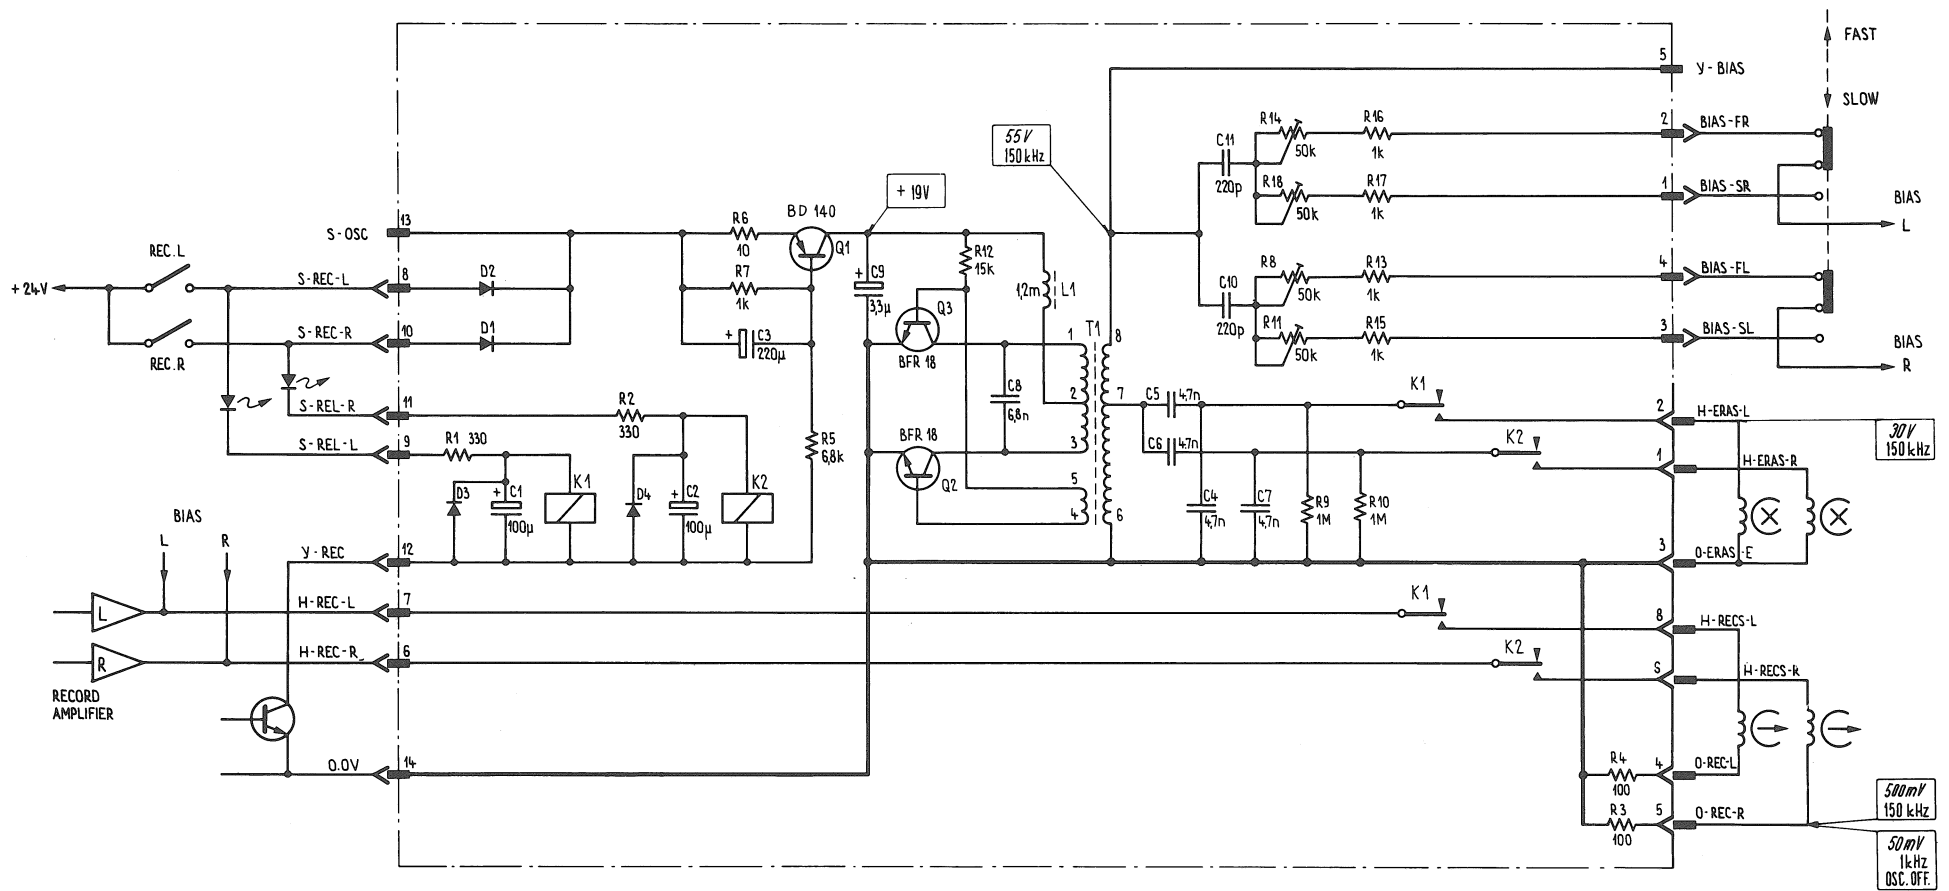 FAST
5
Y-BIAS
SLOW
R14
R16
2
BIAS-FR
55V
150kHz
C11
50k
1k
220p
R18
R17
1
BIAS-SR
50k
1k
BIAS
L
+ 19V
13
S-OSC
R6
10
BD 140
Q1
R12
15k
REC.L
+24V
S-REC-L
8
D2
R7
1k
+
C9
3,3µ
1,2m
L1
R8
R13
4
BIAS-FL
C10
50k
1k
220p
R11
R15
3
BIAS-SL
50k
1k
BIAS
R
S-REC-R
10
D1
REC.R
+
C3
220µ
Q3
BFR 18
1
T1
8
C8
6,8n
2
7
3
C5
4,7n
K1
2
H-ERAS-L
30V
150kHz
S-REL-R
11
R2
330
S-REL-L
9
R1
330
R5
6,8k
BFR 18
Q2
C6
4,7n
K2
1
H-ERAS-R
D3
+
C1
100µ
K1
D4
+
C2
100µ
K2
5
4
6
C4
4,7n
C7
4,7n
R9
1M
R10
1M
BIAS
L
R
Y-REC
12
3
O-ERAS-E
L
H-REC-L
7
K1
8
H-RECS-L
R
H-REC-R
6
K2
S
H-RECS-R
RECORD
AMPLIFIER
0.0V
14
R4
100
4
O-REC-L
R3
100
5
O-REC-R
500mV
150 kHz
50mV
1kHz
OSC.OFF.